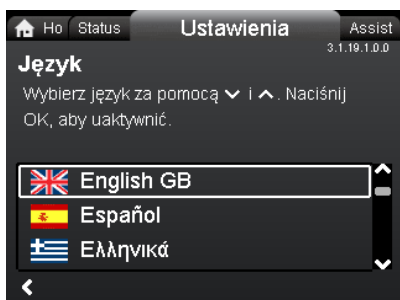 Ho Status Ustawienia Assist
3.1.19.1.0.0
Język
Wybierz język za pomocą ⌄ i ⌃. Naciśnij
OK, aby uaktywnić.
English GB
Español
Ελληνικά